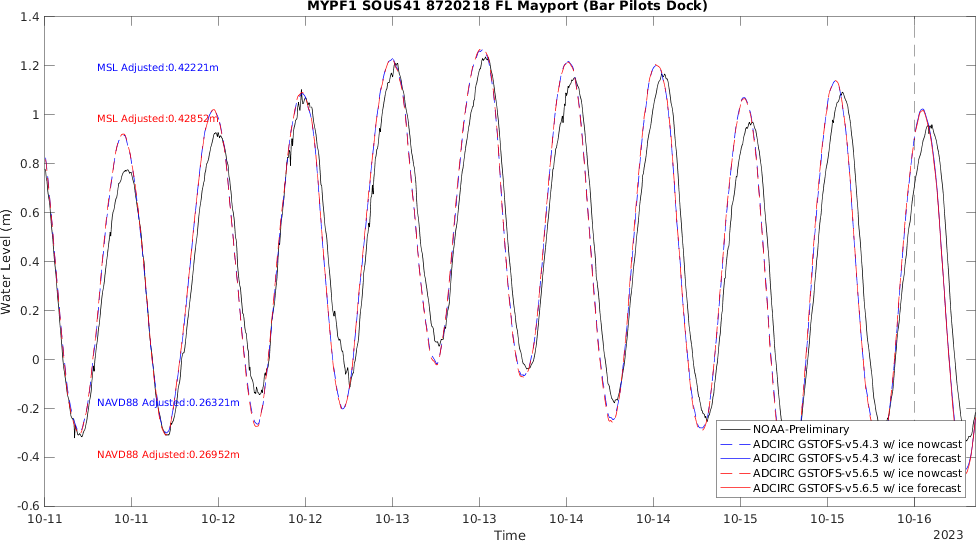 MYPF1 SOUS41 8720218 FL Mayport (Bar Pilots Dock)
1.4
1.2
1
0.8
0.6
0.4
0.2
0
-0.2
-0.4
-0.6
Water Level (m)
MSL Adjusted:0.42221m
MSL Adjusted:0.42852m
NAVD88 Adjusted:0.26321m
NAVD88 Adjusted:0.26952m
NOAA-Preliminary
ADCIRC GSTOFS-v5.4.3 w/ ice nowcast
ADCIRC GSTOFS-v5.4.3 w/ ice forecast
ADCIRC GSTOFS-v5.6.5 w/ ice nowcast
ADCIRC GSTOFS-v5.6.5 w/ ice forecast
10-11 10-11 10-12 10-12 10-13 10-13 10-14 10-14 10-15 10-15 10-16
Time
2023